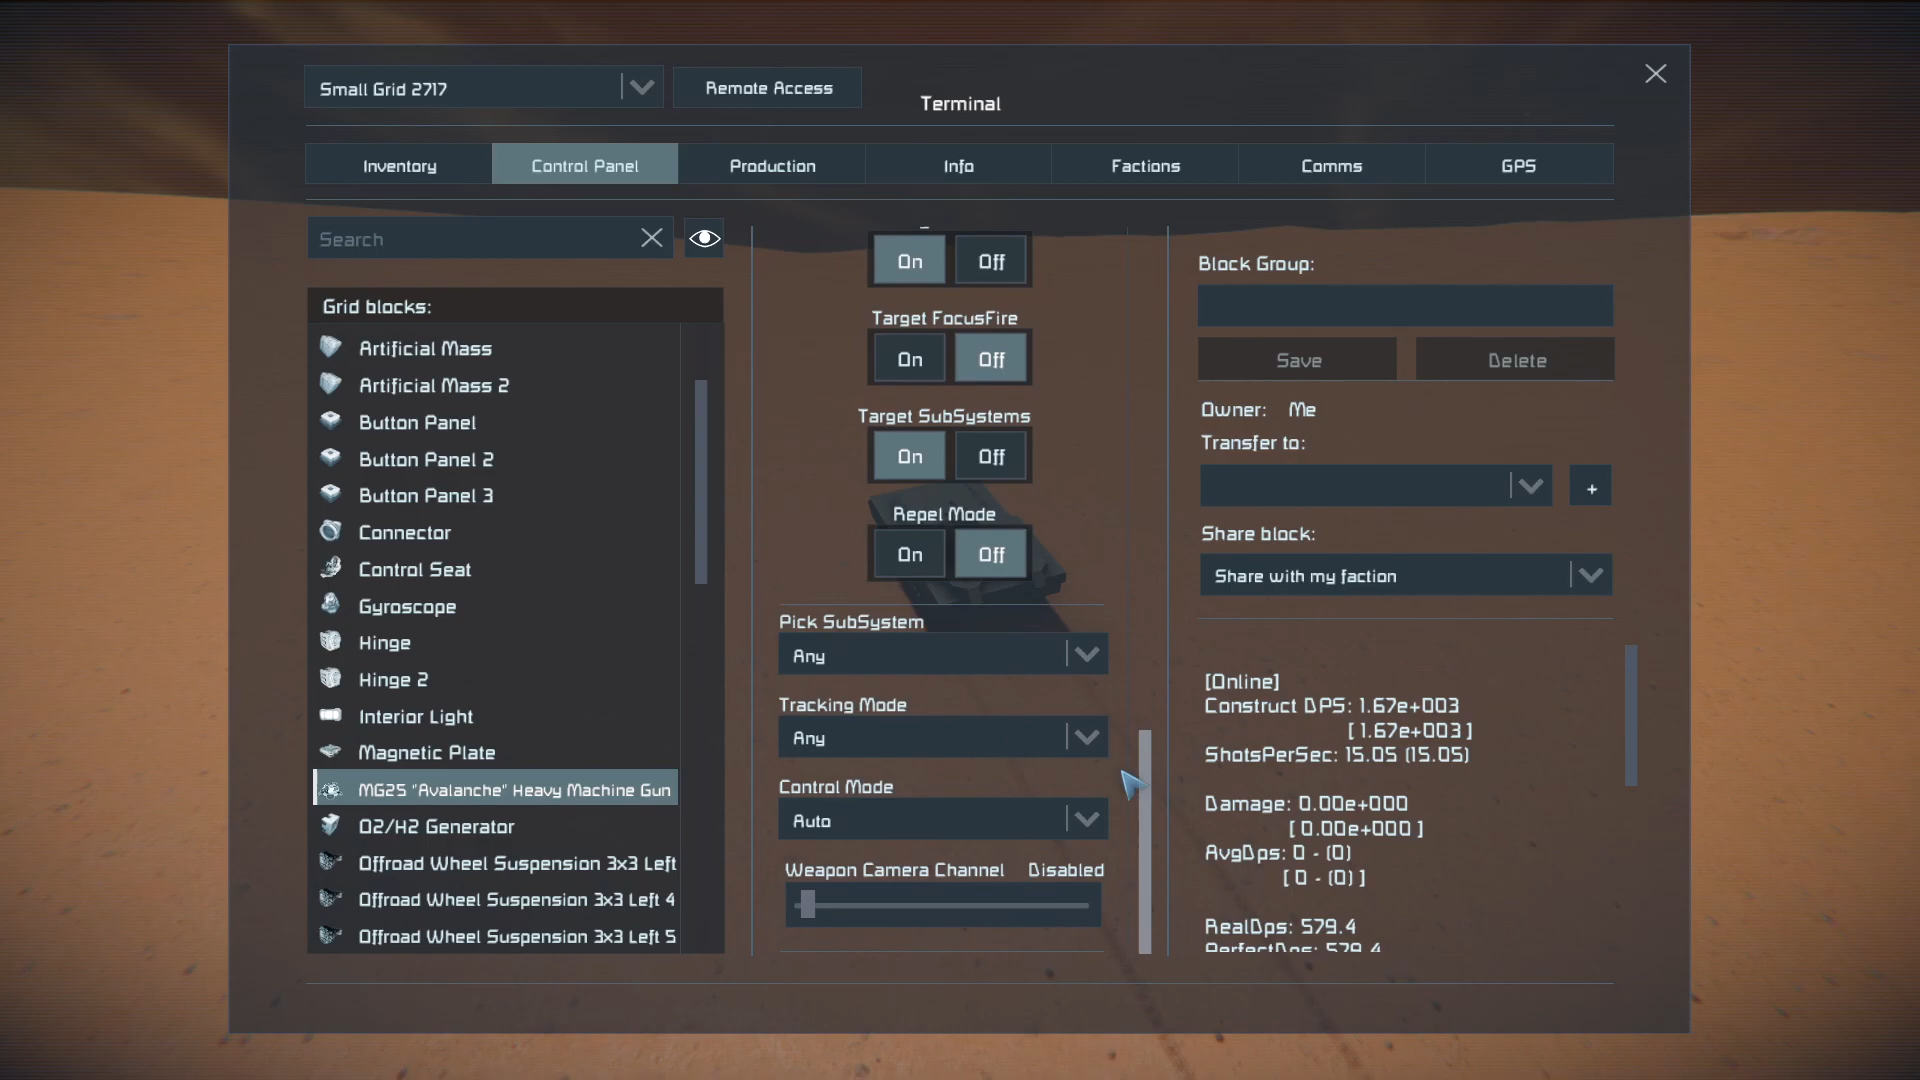 Small Grid 2717
Remote Access
Terminal
Inventory
Control Panel
Production
Info
Factions
Comms
GPS
Search
Grid blocks:
Artificial Mass
Artificial Mass 2
Button Panel
Button Panel 2
Button Panel 3
Connector
Control Seat
Gyroscope
Hinge
Hinge 2
Interior Light
Magnetic Plate
MG25 "Avalanche" Heavy Machine Gun
O2/H2 Generator
Offroad Wheel Suspension 3x3 Left
Offroad Wheel Suspension 3x3 Left 4
Offroad Wheel Suspension 3x3 Left 5
On Off
Target FocusFire
On Off
Target SubSystems
On Off
Repel Mode
On Off
Pick SubSystem
Any
Tracking Mode
Any
Control Mode
Auto
Weapon Camera Channel Disabled
Block Group:
Save Delete
Owner: Me
Transfer to:
+
Share block:
Share with my faction
[Online]
Construct DPS: 1.67e+003
[ 1.67e+003 ]
ShotsPerSec: 15.05 (15.05)
Damage: 0.00e+000
[ 0.00e+000 ]
AvgDps: 0 - (0)
[ 0 - (0) ]
RealDps: 579.4
PerfectDps: 579.4